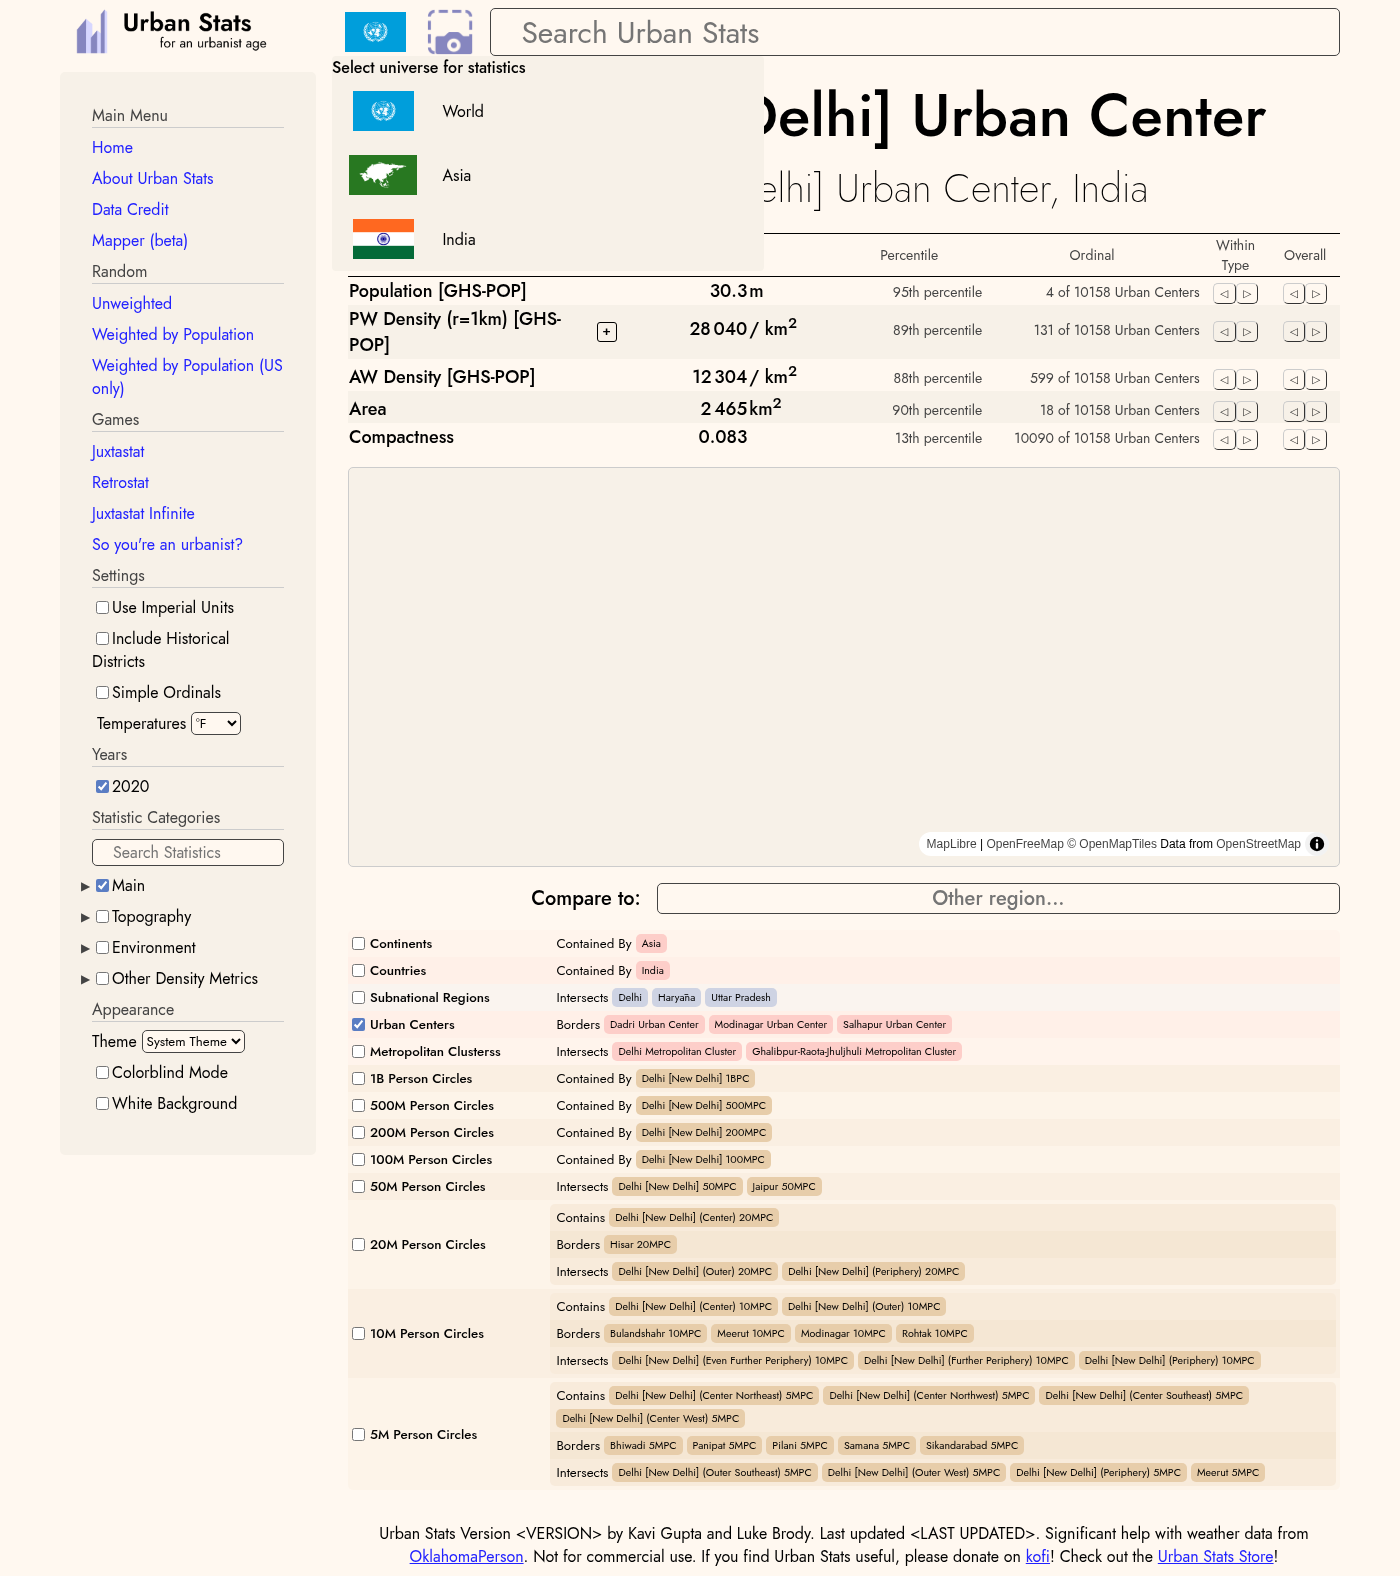 Urban Stats
for an urbanist age
Search Urban Stats
Select universe for statistics
World
Asia
India
Delhi] Urban Center
elhi] Urban Center, India
Main Menu
Home
About Urban Stats
Data Credit
Mapper (beta)
Random
Unweighted
Weighted by Population
Weighted by Population (US
only)
Games
Juxtastat
Retrostat
Juxtastat Infinite
So you're an urbanist?
Settings
Use Imperial Units
Include Historical
Districts
Simple Ordinals
Temperatures °F
Years
2020
Statistic Categories
Search Statistics
Main
Topography
Environment
Other Density Metrics
Appearance
Theme System Theme
Colorblind Mode
White Background
Percentile Ordinal Within Type Overall
Population [GHS-POP] 30.3 m 95th percentile 4 of 10158 Urban Centers
PW Density (r=1km) [GHS-
POP] + 28 040 / km² 89th percentile 131 of 10158 Urban Centers
AW Density [GHS-POP] 12 304 / km² 88th percentile 599 of 10158 Urban Centers
Area 2 465 km² 90th percentile 18 of 10158 Urban Centers
Compactness 0.083 13th percentile 10090 of 10158 Urban Centers
MapLibre | OpenFreeMap © OpenMapTiles Data from OpenStreetMap
Compare to: Other region...
Continents Contained By Asia
Countries Contained By India
Subnational Regions Intersects Delhi Haryāna Uttar Pradesh
Urban Centers Borders Dadri Urban Center Modinagar Urban Center Salhapur Urban Center
Metropolitan Clusterss Intersects Delhi Metropolitan Cluster Ghalibpur-Raota-Jhuljhuli Metropolitan Cluster
1B Person Circles Contained By Delhi [New Delhi] 1BPC
500M Person Circles Contained By Delhi [New Delhi] 500MPC
200M Person Circles Contained By Delhi [New Delhi] 200MPC
100M Person Circles Contained By Delhi [New Delhi] 100MPC
50M Person Circles Intersects Delhi [New Delhi] 50MPC Jaipur 50MPC
20M Person Circles
Contains Delhi [New Delhi] (Center) 20MPC
Borders Hisar 20MPC
Intersects Delhi [New Delhi] (Outer) 20MPC Delhi [New Delhi] (Periphery) 20MPC
10M Person Circles
Contains Delhi [New Delhi] (Center) 10MPC Delhi [New Delhi] (Outer) 10MPC
Borders Bulandshahr 10MPC Meerut 10MPC Modinagar 10MPC Rohtak 10MPC
Intersects Delhi [New Delhi] (Even Further Periphery) 10MPC Delhi [New Delhi] (Further Periphery) 10MPC Delhi [New Delhi] (Periphery) 10MPC
5M Person Circles
Contains Delhi [New Delhi] (Center Northeast) 5MPC Delhi [New Delhi] (Center Northwest) 5MPC Delhi [New Delhi] (Center Southeast) 5MPC
Delhi [New Delhi] (Center West) 5MPC
Borders Bhiwadi 5MPC Panipat 5MPC Pilani 5MPC Samana 5MPC Sikandarabad 5MPC
Intersects Delhi [New Delhi] (Outer Southeast) 5MPC Delhi [New Delhi] (Outer West) 5MPC Delhi [New Delhi] (Periphery) 5MPC Meerut 5MPC
Urban Stats Version <VERSION> by Kavi Gupta and Luke Brody. Last updated <LAST UPDATED>. Significant help with weather data from
OklahomaPerson. Not for commercial use. If you find Urban Stats useful, please donate on kofi! Check out the Urban Stats Store!